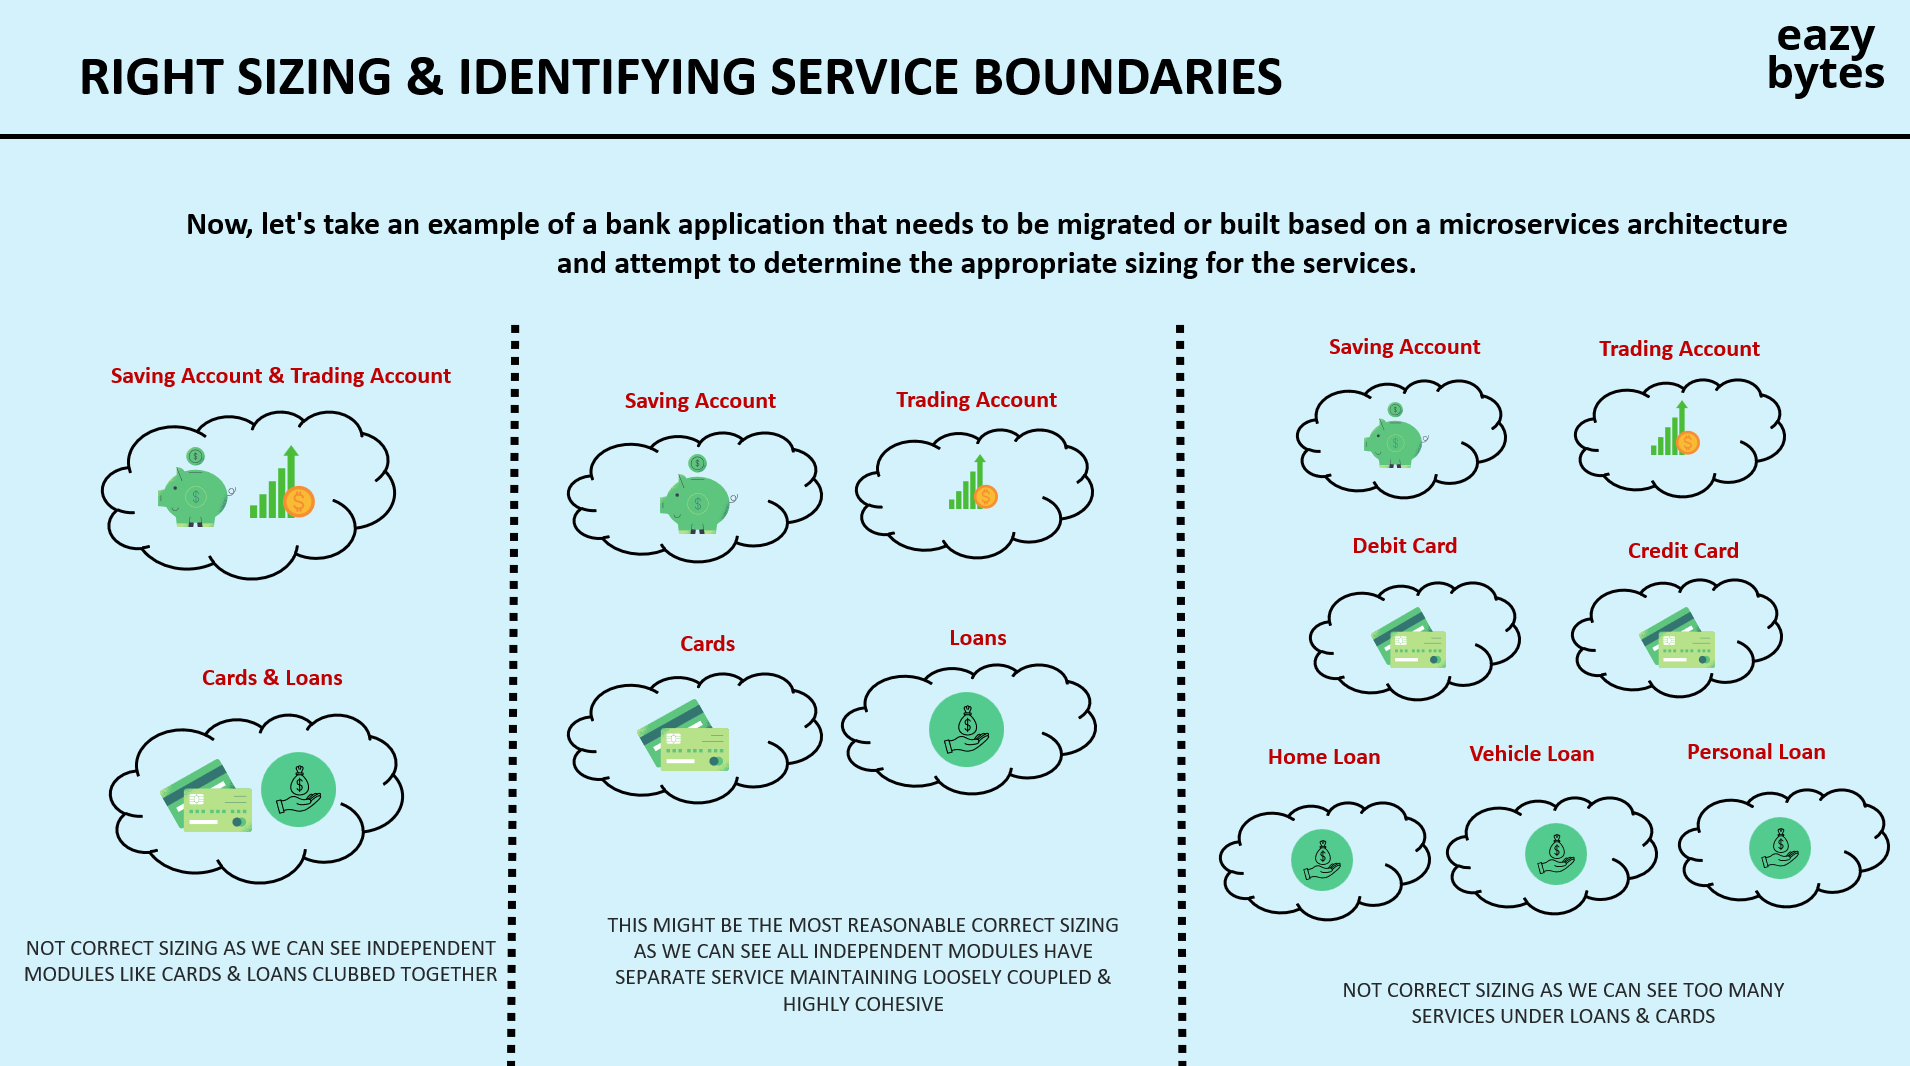 RIGHT SIZING & IDENTIFYING SERVICE BOUNDARIES
eazy
bytes
Now, let's take an example of a bank application that needs to be migrated or built based on a microservices architecture
and attempt to determine the appropriate sizing for the services.
Saving Account & Trading Account
Cards & Loans
NOT CORRECT SIZING AS WE CAN SEE INDEPENDENT
MODULES LIKE CARDS & LOANS CLUBBED TOGETHER
Saving Account
Trading Account
Cards
Loans
THIS MIGHT BE THE MOST REASONABLE CORRECT SIZING
AS WE CAN SEE ALL INDEPENDENT MODULES HAVE
SEPARATE SERVICE MAINTAINING LOOSELY COUPLED &
HIGHLY COHESIVE
Saving Account
Trading Account
Debit Card
Credit Card
Home Loan
Vehicle Loan
Personal Loan
NOT CORRECT SIZING AS WE CAN SEE TOO MANY
SERVICES UNDER LOANS & CARDS